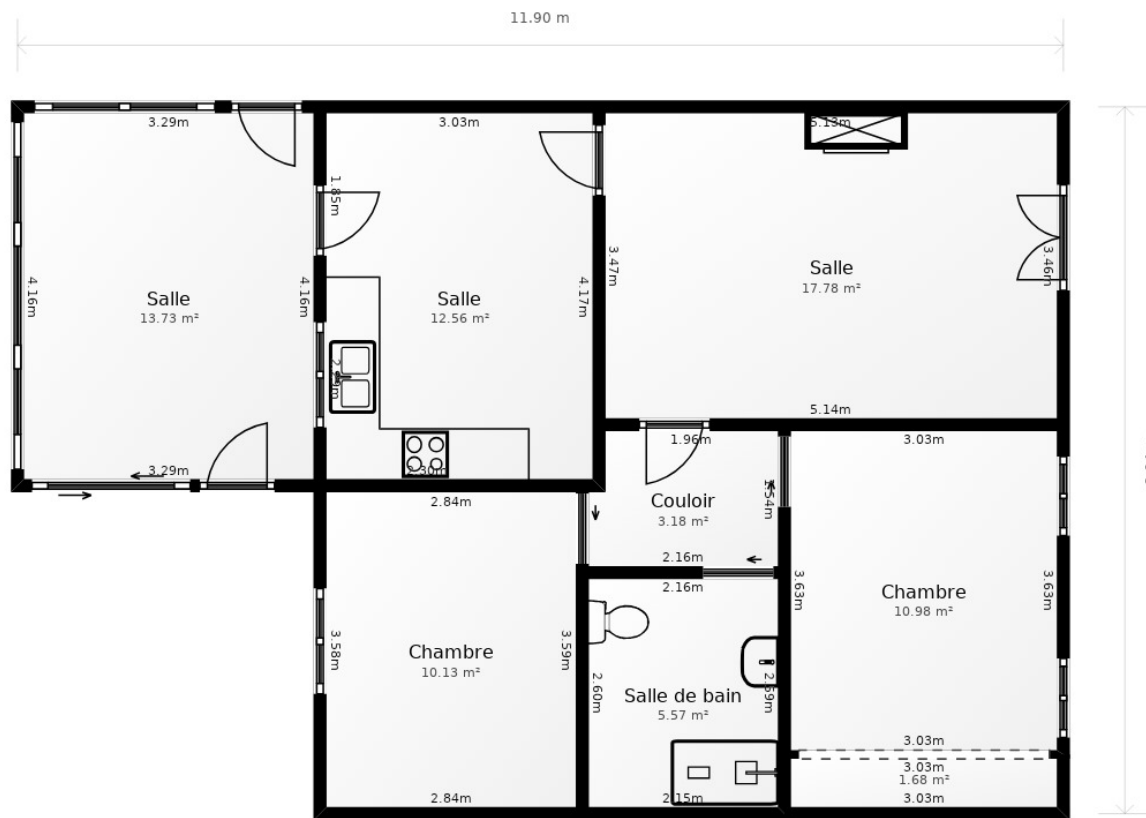 11.90 m
3.29m
3.03m
5.13m
1.85m
4.16m
Salle
13.73 m²
4.16m
Salle
12.56 m²
4.17m
3.47m
Salle
17.78 m²
3.46m
3.29m
2.30m
5.14m
1.96m
3.03m
2.84m
Couloir
3.18 m²
1.54m
2.16m
2.16m
3.58m
Chambre
10.13 m²
3.59m
2.60m
Salle de bain
5.57 m²
2.59m
3.63m
Chambre
10.98 m²
3.63m
3.03m
3.03m
1.68 m²
2.84m
2.15m
3.03m